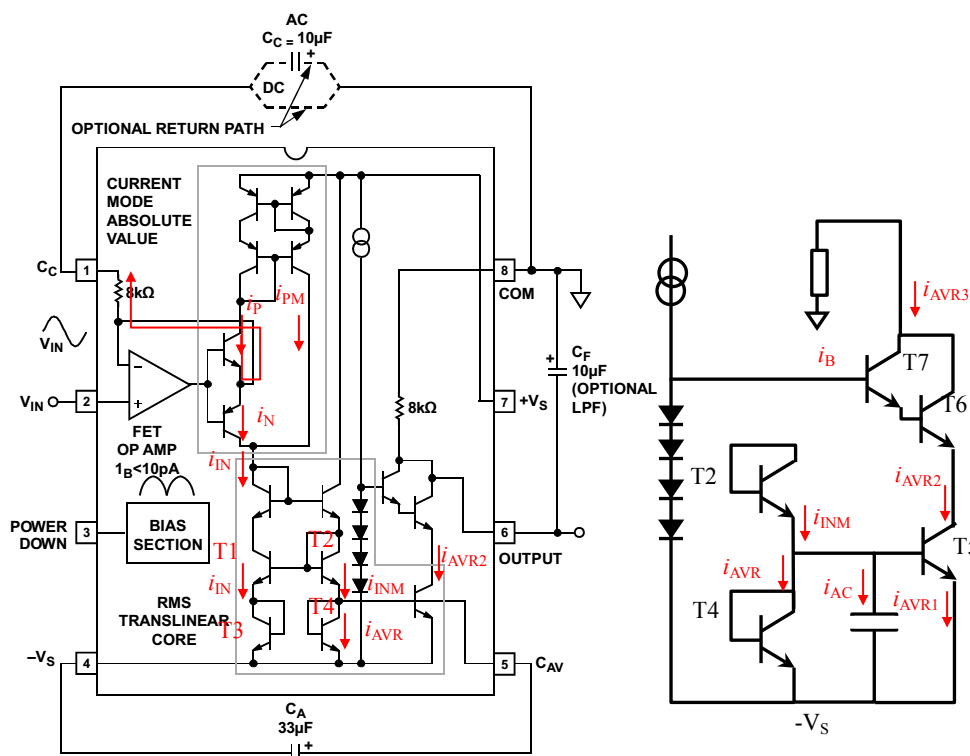 AC
C_C = 10µF
+
DC
OPTIONAL RETURN PATH
CURRENT
MODE
ABSOLUTE
VALUE
C_C
1
8kΩ
i_P
i_PM
8
COM
V_IN
−
+
V_IN
2
FET
OP AMP
1_B<10pA
i_N
i_IN
7
+V_S
+
C_F
10µF
(OPTIONAL
LPF)
8kΩ
POWER
DOWN
3
BIAS
SECTION
6
OUTPUT
T1
T2
i_IN
i_INM
i_AVR2
RMS
TRANSLINEAR
CORE
T3
T4
i_AVR
−V_S
4
5
C_AV
C_A
33µF
+
i_AVR3
i_B
T7
T6
T2
i_INM
i_AVR2
i_AVR
T4
i_AC
i_AVR1
-V_S